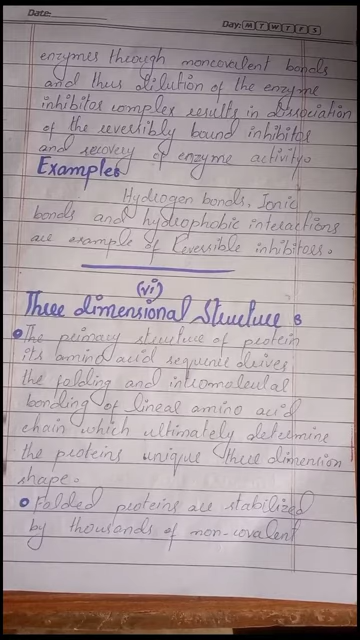 Date:
Day: M T W T F S
enzymes through noncovalent bonds
and thus dilution of the enzyme
inhibitor complex results in dissociation
of the reversibly bound inhibitor
and recovery of enzyme activity.
Examples
Hydrogen bonds, Ionic
bonds and hydrophobic interactions
are example of Reversible inhibitors.
(vi)
Three dimensional Structure :
The primary structure of protein
its amino acid sequence drives
the folding and intramolecular
bonding of linear amino acid
chain which ultimately determine
the proteins unique three dimension
shape.
Folded proteins are stabilized
by thousands of non-covalent